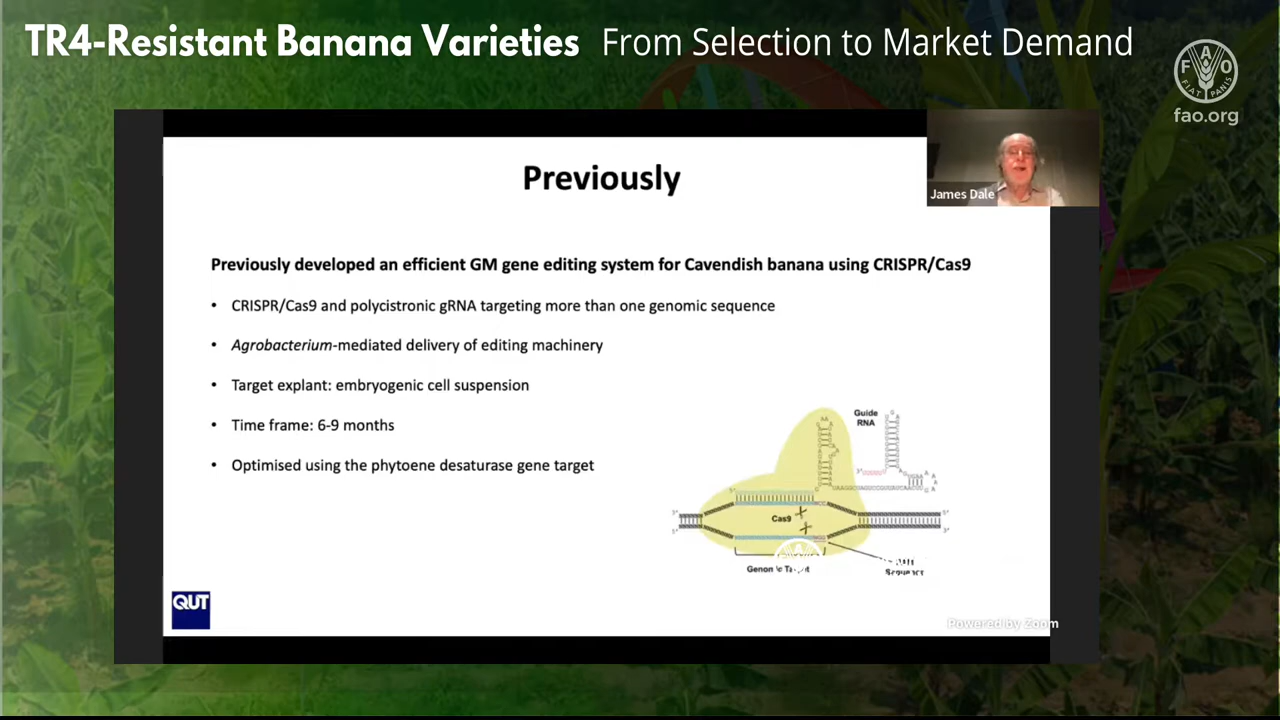 TR4-Resistant Banana Varieties From Selection to Market Demand
F A O
FIAT PANIS
fao.org
Previously
James Dale
Previously developed an efficient GM gene editing system for Cavendish banana using CRISPR/Cas9
• CRISPR/Cas9 and polycistronic gRNA targeting more than one genomic sequence
• Agrobacterium-mediated delivery of editing machinery
• Target explant: embryogenic cell suspension
• Time frame: 6-9 months
• Optimised using the phytoene desaturase gene target
Guide
RNA
Cas9
QUT
Powered by Zoom